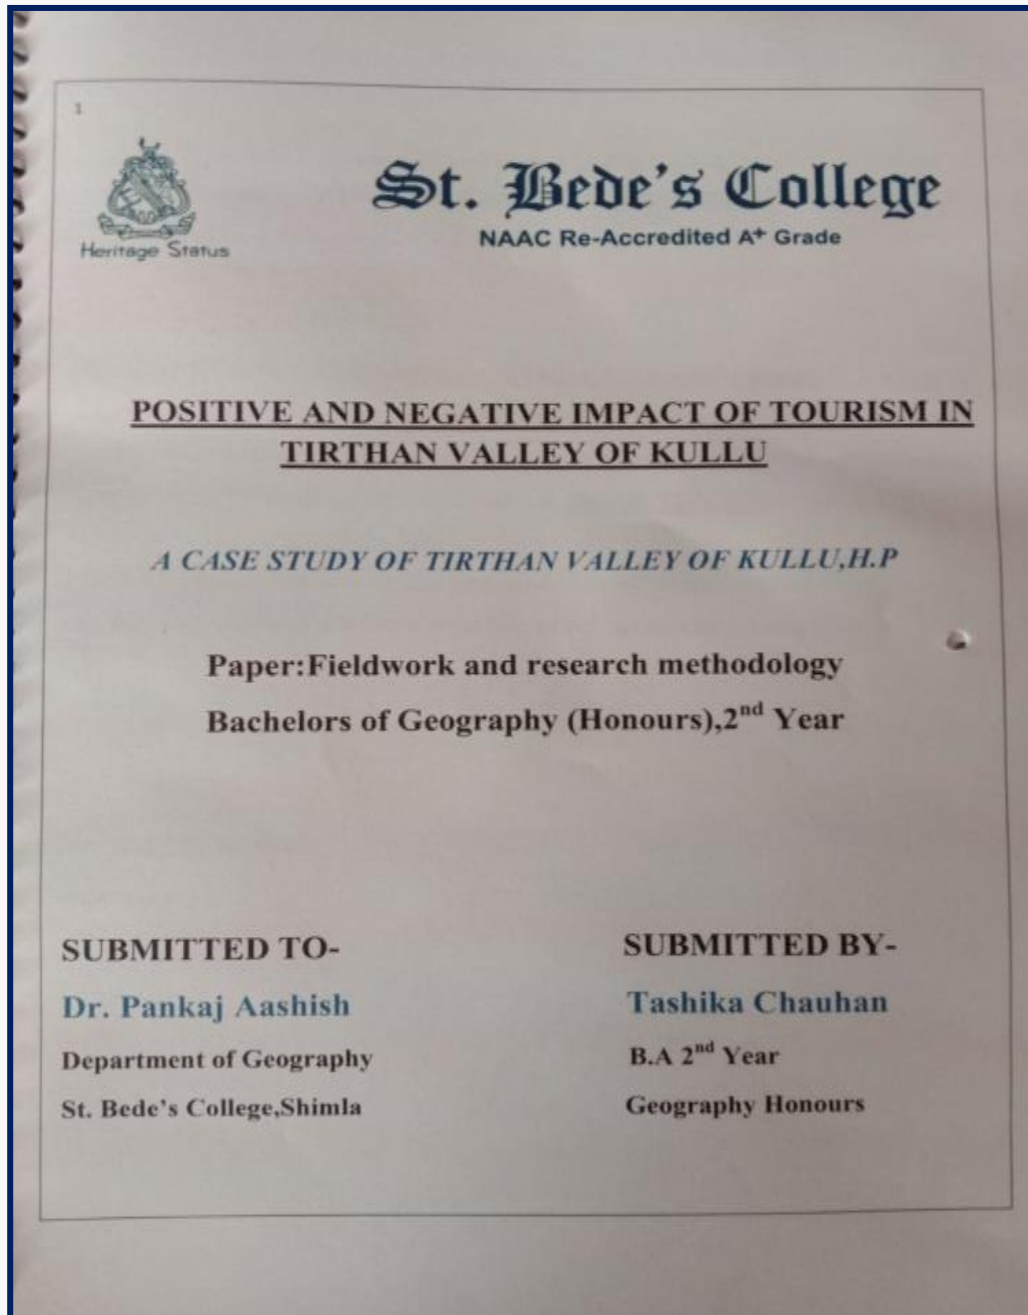 1
St. Bede's College
NAAC Re-Accredited A+ Grade
Heritage Status
POSITIVE AND NEGATIVE IMPACT OF TOURISM IN
TIRTHAN VALLEY OF KULLU
A CASE STUDY OF TIRTHAN VALLEY OF KULLU,H.P
Paper:Fieldwork and research methodology
Bachelors of Geography (Honours),2nd Year
SUBMITTED TO-
Dr. Pankaj Aashish
Department of Geography
St. Bede's College,Shimla
SUBMITTED BY-
Tashika Chauhan
B.A 2nd Year
Geography Honours